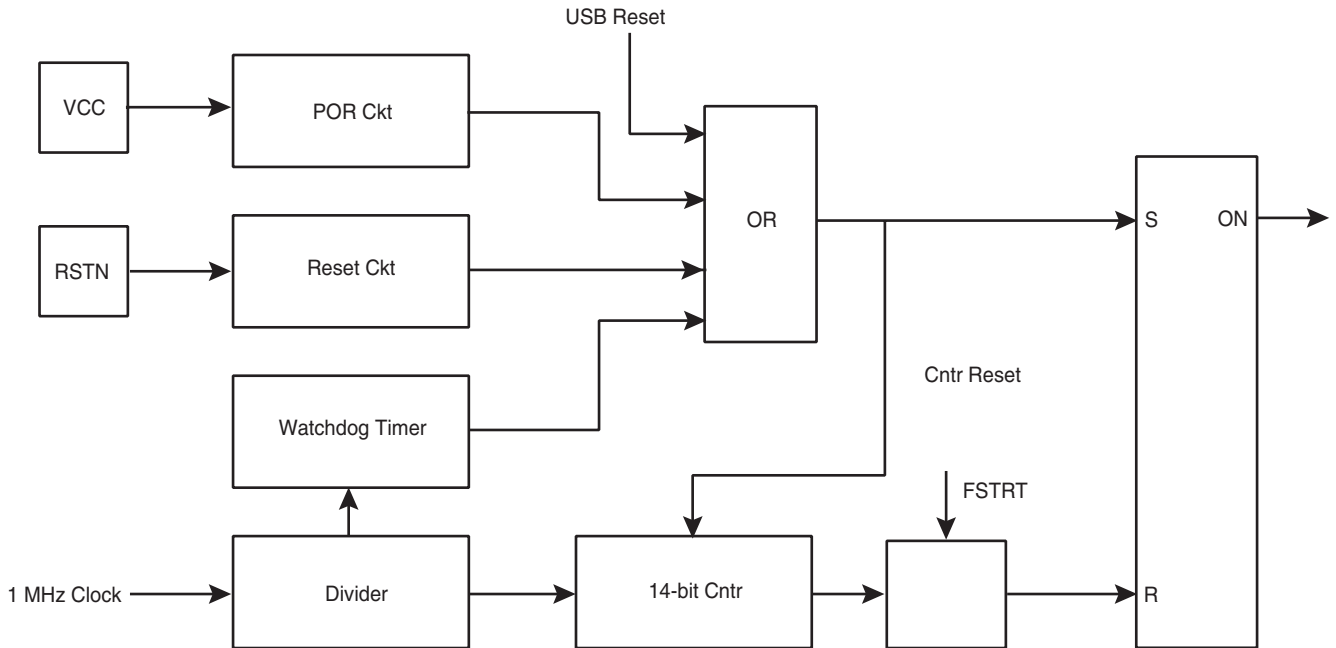 USB Reset
VCC
POR Ckt
OR
S
ON
RSTN
Reset Ckt
Cntr Reset
Watchdog Timer
FSTRT
1 MHz Clock
Divider
14-bit Cntr
R